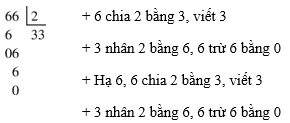 66 2
6 33
06
6
0
+ 6 chia 2 bằng 3, viết 3
+ 3 nhân 2 bằng 6, 6 trừ 6 bằng 0
+ Hạ 6, 6 chia 2 bằng 3, viết 3
+ 3 nhân 2 bằng 6, 6 trừ 6 bằng 0